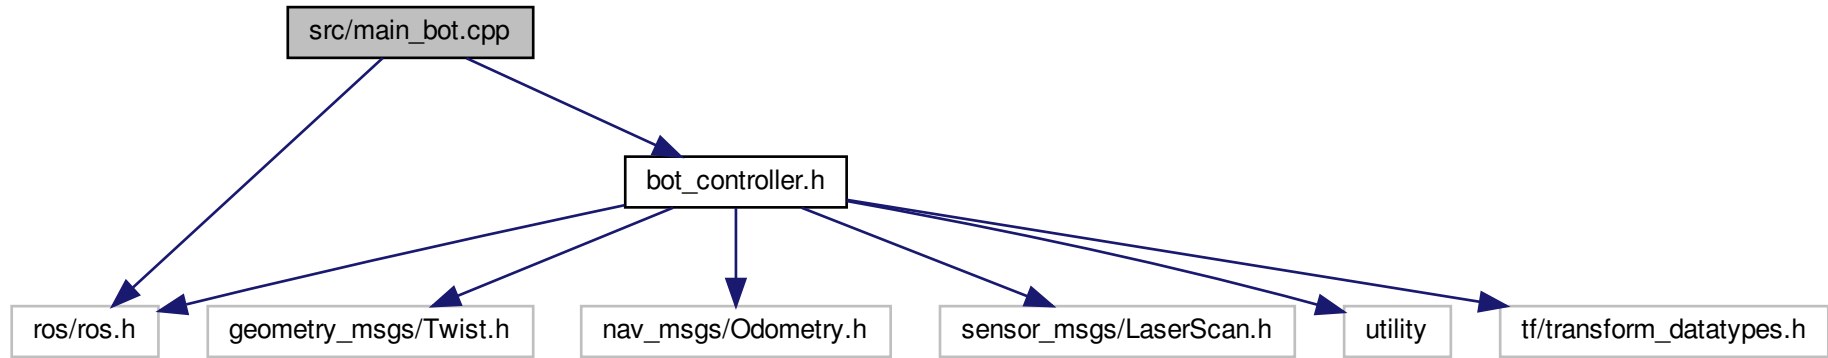 src/main_bot.cpp
bot_controller.h
ros/ros.h
geometry_msgs/Twist.h
nav_msgs/Odometry.h
sensor_msgs/LaserScan.h
utility
tf/transform_datatypes.h